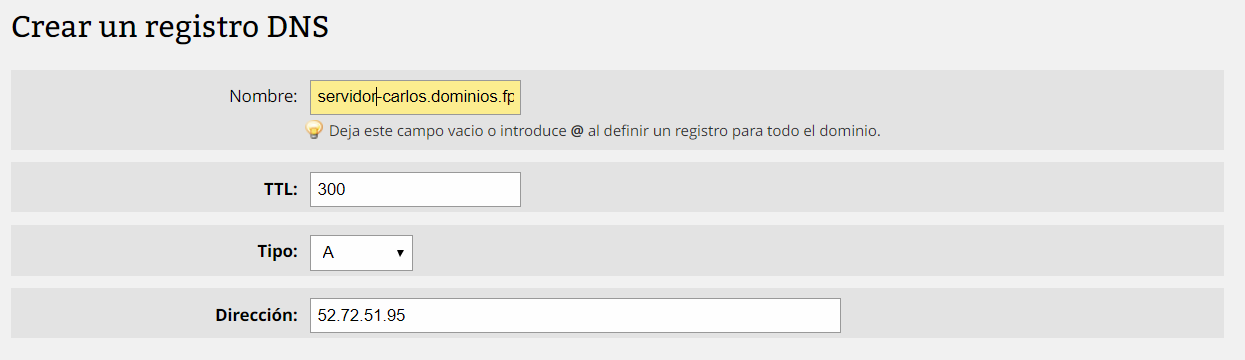 Crear un registro DNS
Nombre: servidor-carlos.dominios.fp
Deja este campo vacio o introduce @ al definir un registro para todo el dominio.
TTL: 300
Tipo: A
Dirección: 52.72.51.95